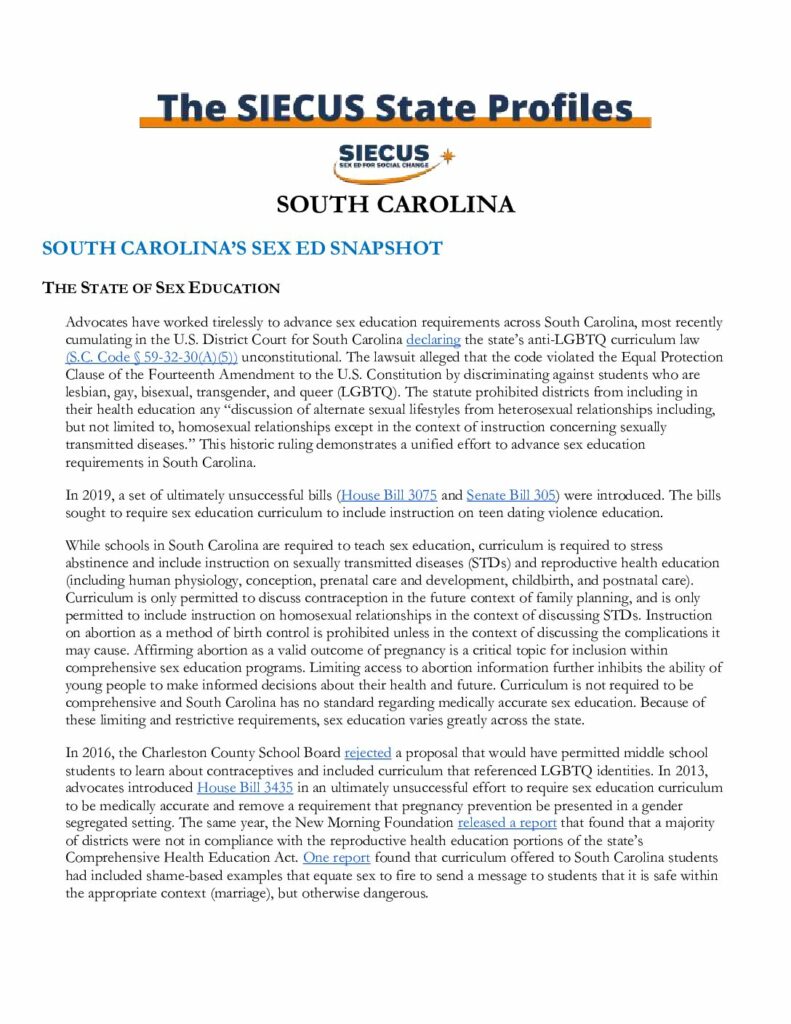 The SIECUS State Profiles
SIECUS
SEX ED FOR SOCIAL CHANGE
SOUTH CAROLINA
SOUTH CAROLINA'S SEX ED SNAPSHOT
THE STATE OF SEX EDUCATION
Advocates have worked tirelessly to advance sex education requirements across South Carolina, most recently
cumulating in the U.S. District Court for South Carolina declaring the state's anti-LGBTQ curriculum law
(S.C. Code § 59-32-30(A)(5)) unconstitutional. The lawsuit alleged that the code violated the Equal Protection
Clause of the Fourteenth Amendment to the U.S. Constitution by discriminating against students who are
lesbian, gay, bisexual, transgender, and queer (LGBTQ). The statute prohibited districts from including in
their health education any “discussion of alternate sexual lifestyles from heterosexual relationships including,
but not limited to, homosexual relationships except in the context of instruction concerning sexually
transmitted diseases.” This historic ruling demonstrates a unified effort to advance sex education
requirements in South Carolina.
In 2019, a set of ultimately unsuccessful bills (House Bill 3075 and Senate Bill 305) were introduced. The bills
sought to require sex education curriculum to include instruction on teen dating violence education.
While schools in South Carolina are required to teach sex education, curriculum is required to stress
abstinence and include instruction on sexually transmitted diseases (STDs) and reproductive health education
(including human physiology, conception, prenatal care and development, childbirth, and postnatal care).
Curriculum is only permitted to discuss contraception in the future context of family planning, and is only
permitted to include instruction on homosexual relationships in the context of discussing STDs. Instruction
on abortion as a method of birth control is prohibited unless in the context of discussing the complications it
may cause. Affirming abortion as a valid outcome of pregnancy is a critical topic for inclusion within
comprehensive sex education programs. Limiting access to abortion information further inhibits the ability of
young people to make informed decisions about their health and future. Curriculum is not required to be
comprehensive and South Carolina has no standard regarding medically accurate sex education. Because of
these limiting and restrictive requirements, sex education varies greatly across the state.
In 2016, the Charleston County School Board rejected a proposal that would have permitted middle school
students to learn about contraceptives and included curriculum that referenced LGBTQ identities. In 2013,
advocates introduced House Bill 3435 in an ultimately unsuccessful effort to require sex education curriculum
to be medically accurate and remove a requirement that pregnancy prevention be presented in a gender
segregated setting. The same year, the New Morning Foundation released a report that found that a majority
of districts were not in compliance with the reproductive health education portions of the state's
Comprehensive Health Education Act. One report found that curriculum offered to South Carolina students
had included shame-based examples that equate sex to fire to send a message to students that it is safe within
the appropriate context (marriage), but otherwise dangerous.